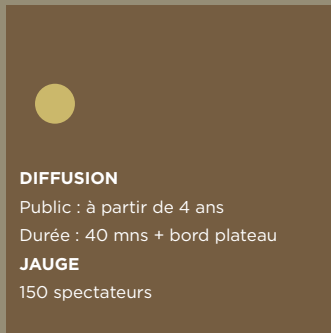 DIFFUSION
Public : à partir de 4 ans
Durée : 40 mns + bord plateau
JAUGE
150 spectateurs